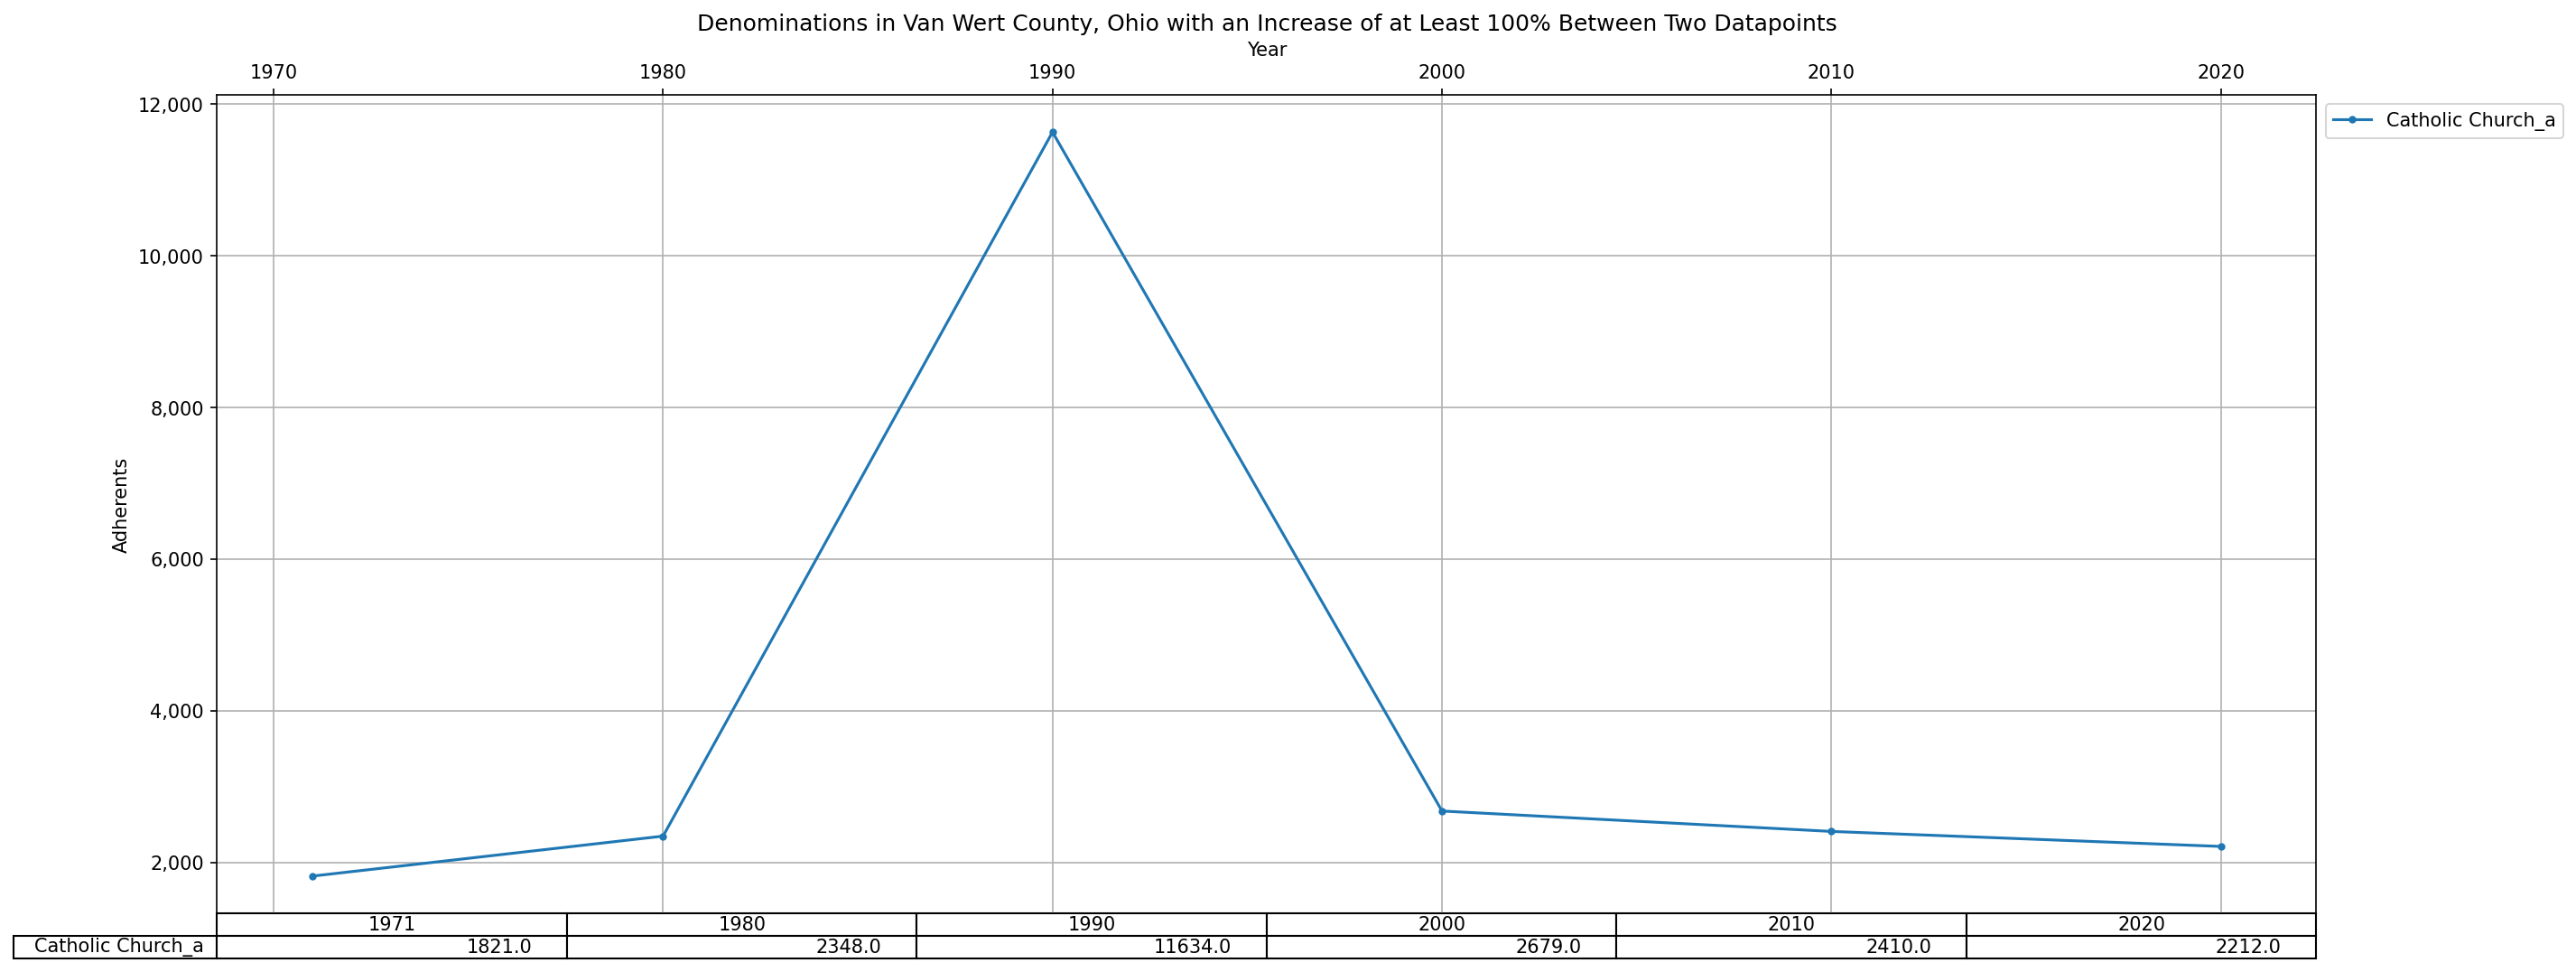 Denominations in Van Wert County, Ohio with an Increase of at Least 100% Between Two Datapoints
Year
1970 1980 1990 2000 2010 2020
12,000
10,000
8,000
6,000
4,000
2,000
Adherents
Catholic Church_a
1971 1980 1990 2000 2010 2020
Catholic Church_a 1821.0 2348.0 11634.0 2679.0 2410.0 2212.0